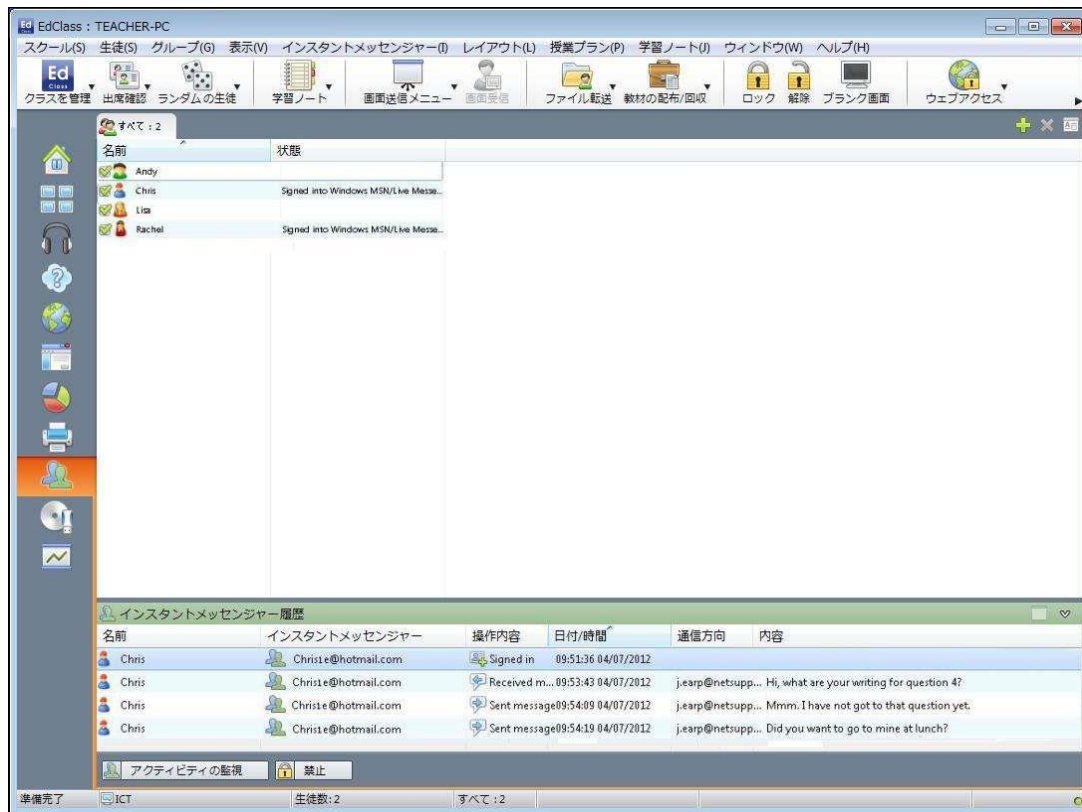 EdClass : TEACHER-PC
スクール(S) 生徒(S) グループ(G) 表示(V) インスタントメッセンジャー(I) レイアウト(L) 授業プラン(P) 学習ノート(J) ウィンドウ(W) ヘルプ(H)
クラスを管理 出席確認 ランダムの生徒 学習ノート 画面送信メニュー 画面受信 ファイル転送 教材の配布/回収 ロック 解除 ブランク画面 ウェブアクセス
すべて : 2
名前 状態
Andy
Chris Signed into Windows MSN/Live Messe...
Lisa
Rachel Signed into Windows MSN/Live Messe...
インスタントメッセンジャー履歴
名前 インスタントメッセンジャー 操作内容 日付/時間 通信方向 内容
Chris Chris1e@hotmail.com Signed in 09:51:36 04/07/2012
Chris Chris1e@hotmail.com Received m... 09:53:43 04/07/2012 j.earp@netsupp... Hi, what are your writing for question 4?
Chris Chris1e@hotmail.com Sent message 09:54:09 04/07/2012 j.earp@netsupp... Mmm. I have not got to that question yet.
Chris Chris1e@hotmail.com Sent message 09:54:19 04/07/2012 j.earp@netsupp... Did you want to go to mine at lunch?
アクティビティの監視 禁止
準備完了 ICT 生徒数:2 すべて : 2